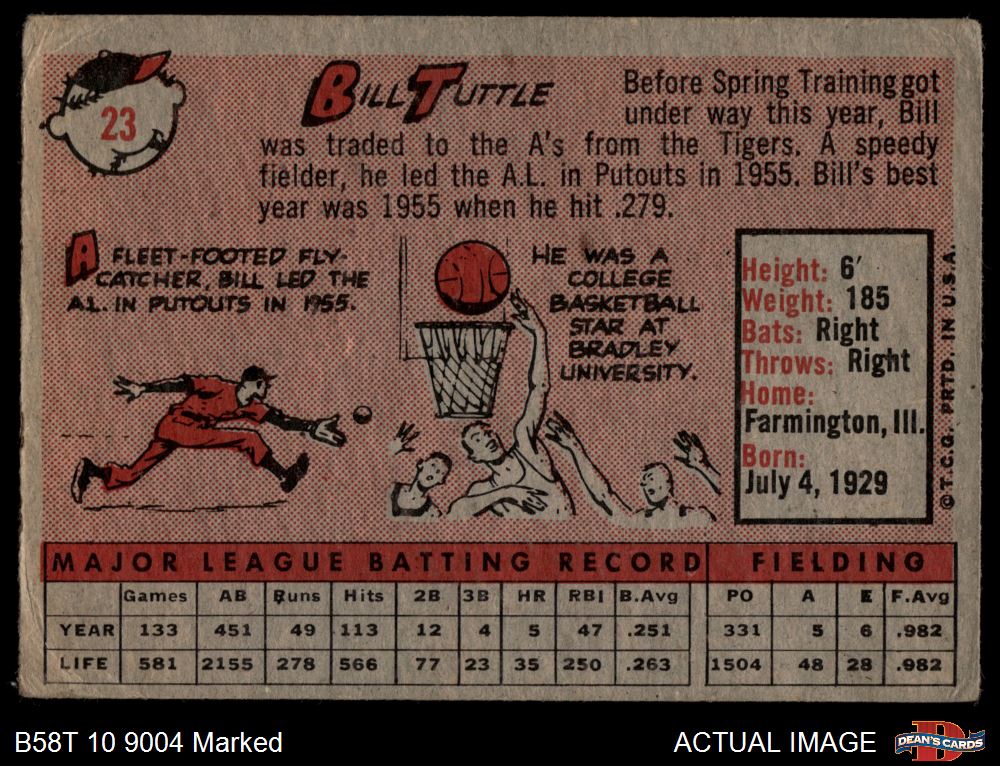 23
BILL TUTTLE
Before Spring Training got
under way this year, Bill
was traded to the A's from the Tigers. A speedy
fielder, he led the A.L. in Putouts in 1955. Bill's best
year was 1955 when he hit .279.
A FLEET-FOOTED FLY-
CATCHER, BILL LED THE
A.L. IN PUTOUTS IN 1955.
HE WAS A
COLLEGE
BASKETBALL
STAR AT
BRADLEY
UNIVERSITY.
Height: 6'
Weight: 185
Bats: Right
Throws: Right
Home:
Farmington, Ill.
Born:
July 4, 1929
© T.C.G. PRTD. IN U.S.A.
MAJOR LEAGUE BATTING RECORD FIELDING
Games AB Runs Hits 2B 3B HR RBI B.Avg PO A E F.Avg
YEAR 133 451 49 113 12 4 5 47 .251 331 5 6 .982
LIFE 581 2155 278 566 77 23 35 250 .263 1504 48 28 .982
B58T 10 9004 Marked ACTUAL IMAGE DEAN'S CARDS